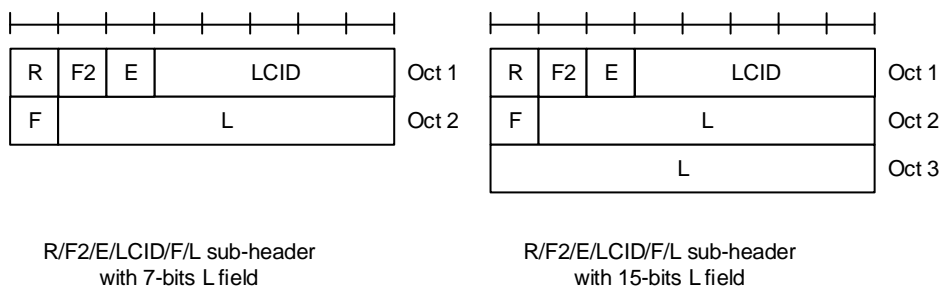 R F2 E LCID Oct 1
F L Oct 2
R/F2/E/LCID/F/L sub-header
with 7-bits L field
R F2 E LCID Oct 1
F L Oct 2
L Oct 3
R/F2/E/LCID/F/L sub-header
with 15-bits L field